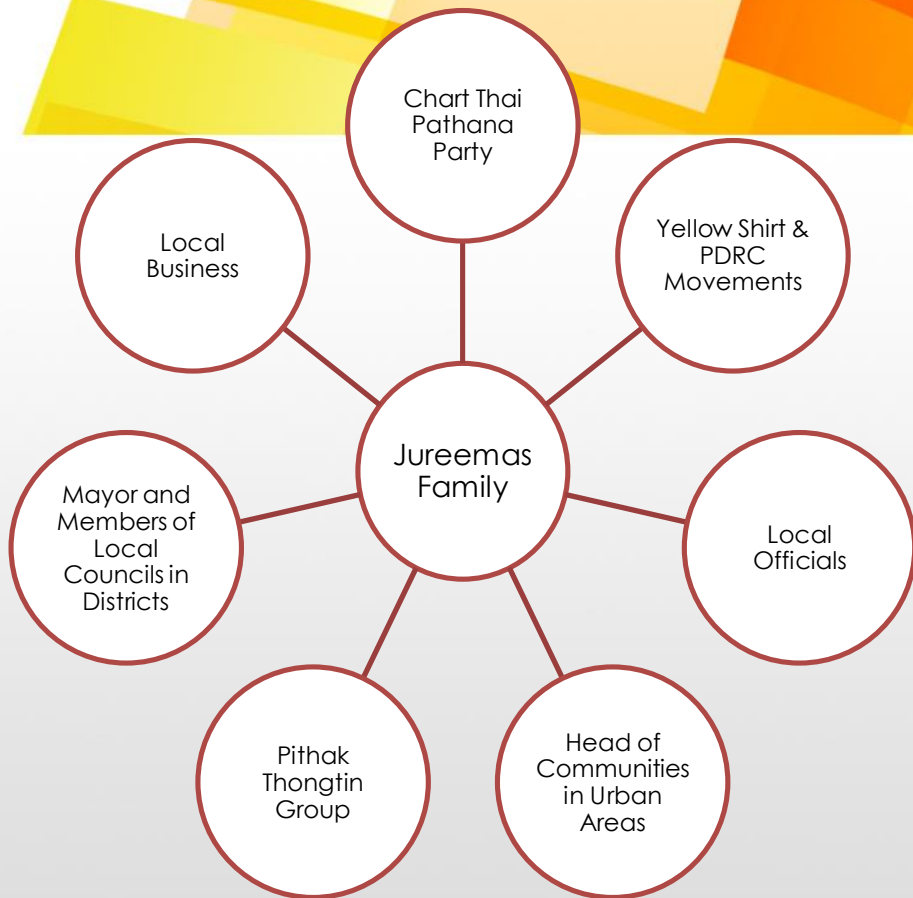 Chart Thai
Pathana
Party
Yellow Shirt &
PDRC
Movements
Local
Officials
Head of
Communities
in Urban
Areas
Pithak
Thongtin
Group
Mayor and
Members of
Local
Councils in
Districts
Local
Business
Jureemas
Family